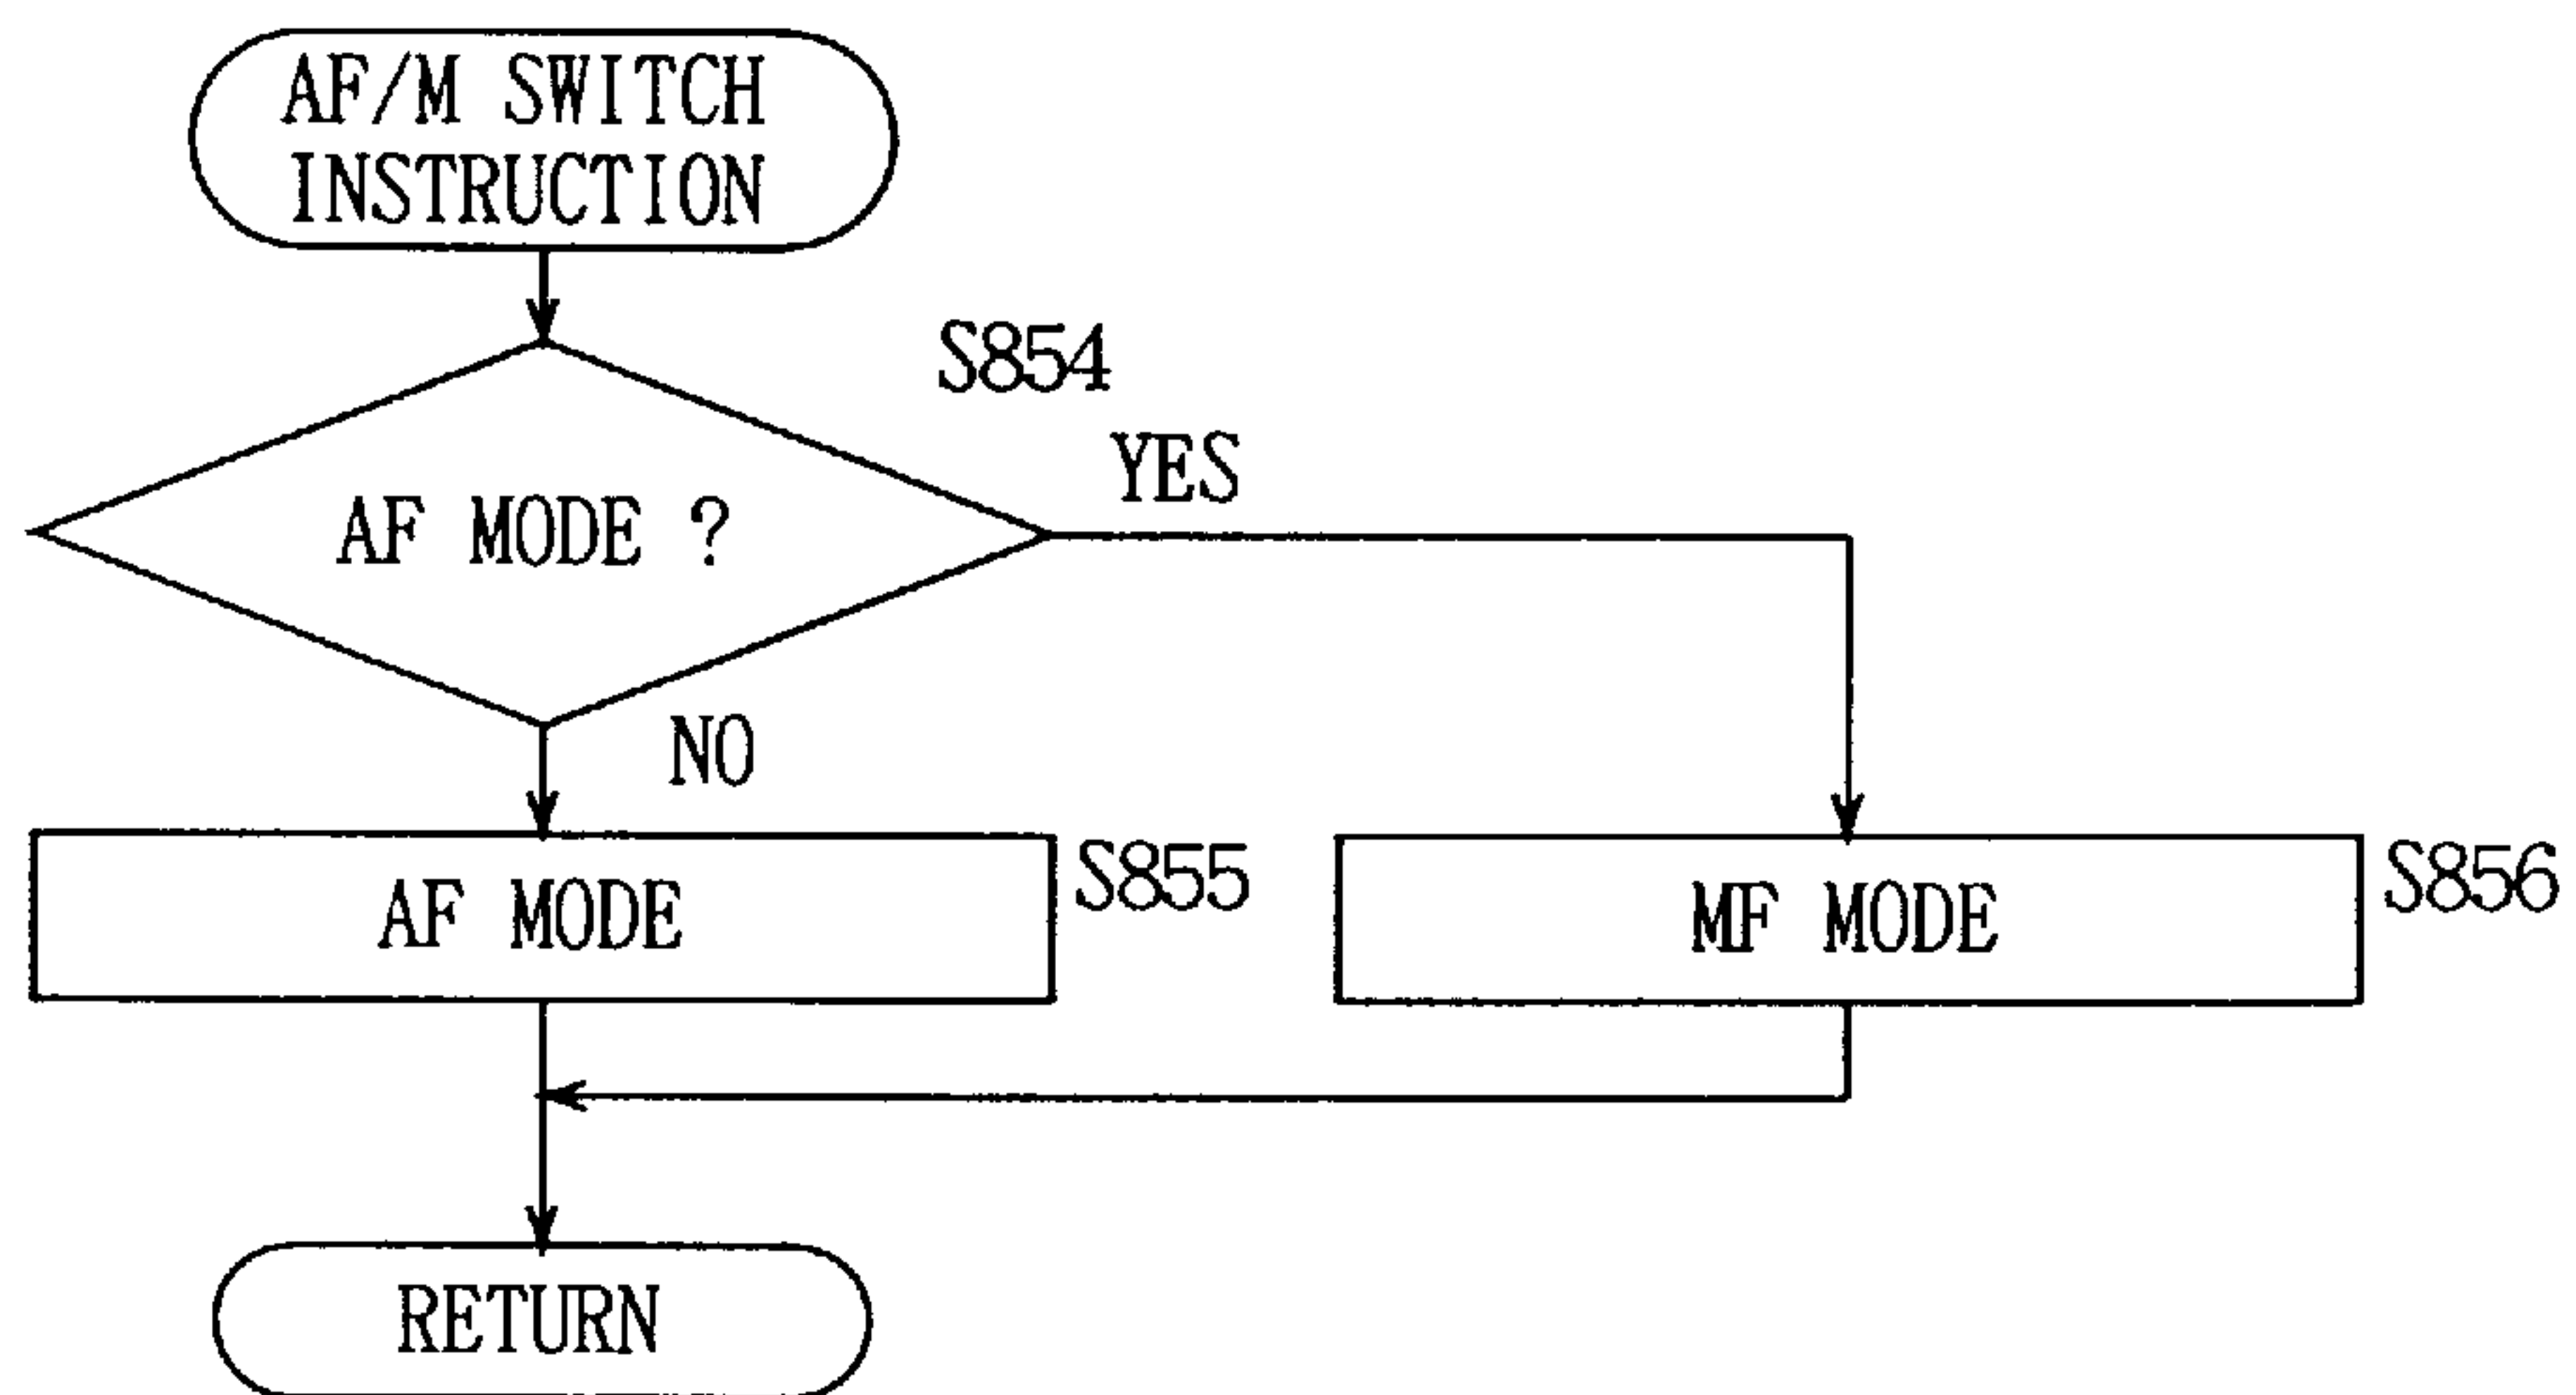 AF/M SWITCH
INSTRUCTION
S854
YES
AF MODE ?
NO
AF MODE
S855
MF MODE
S856
RETURN